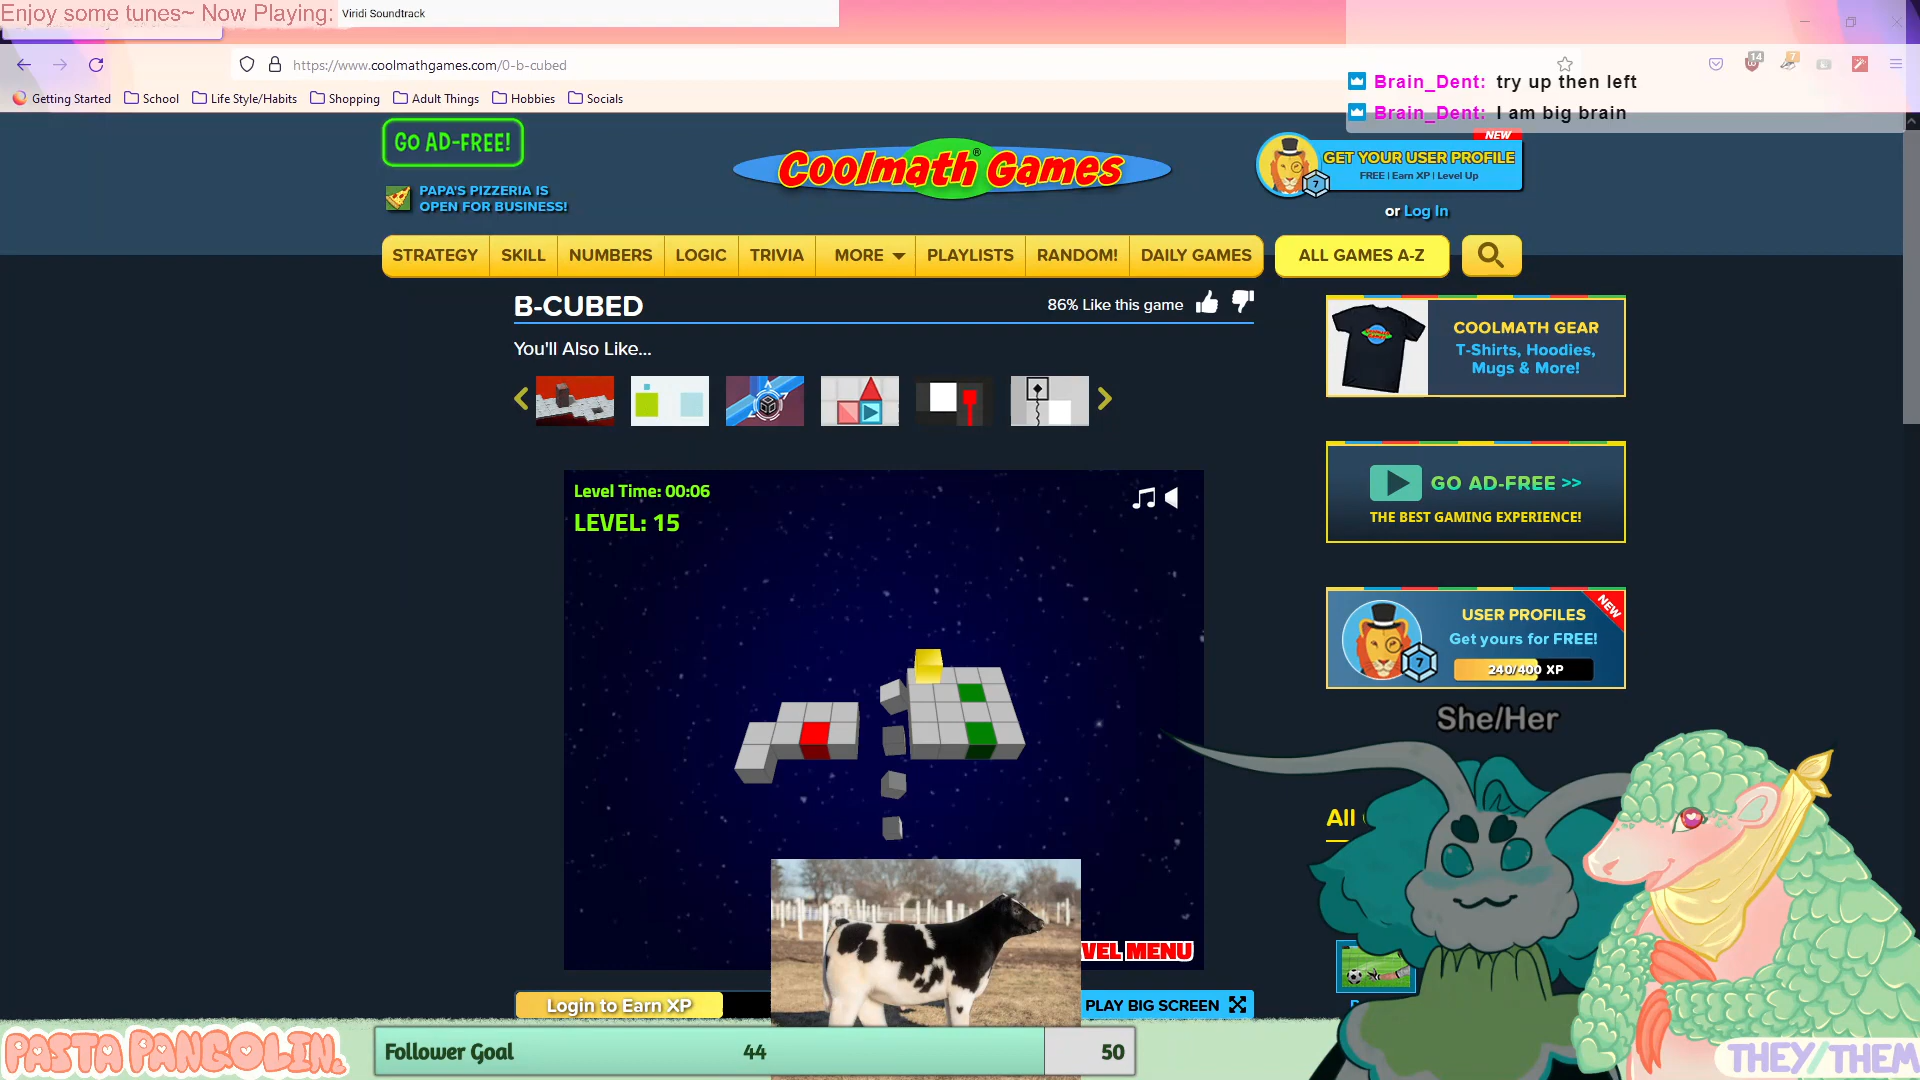 Enjoy some tunes~ Now Playing: Viridi Soundtrack
https://www.coolmathgames.com/0-b-cubed
14
7
Getting Started School Life Style/Habits Shopping Adult Things Hobbies Socials
Brain_Dent: try up then left
Brain_Dent: I am big brain
GO AD-FREE!
PAPA'S PIZZERIA IS
OPEN FOR BUSINESS!
Coolmath® Games
NEW
GET YOUR USER PROFILE
FREE | Earn XP | Level Up
7
or Log In
STRATEGY SKILL NUMBERS LOGIC TRIVIA MORE PLAYLISTS RANDOM! DAILY GAMES ALL GAMES A-Z
B-CUBED
86% Like this game
You'll Also Like...
COOLMATH GEAR
T-Shirts, Hoodies,
Mugs & More!
GO AD-FREE >>
THE BEST GAMING EXPERIENCE!
Level Time: 00:06
LEVEL: 15
NEW
USER PROFILES
Get yours for FREE!
7
240/400 XP
She/Her
All
VEL MENU
Login to Earn XP
PLAY BIG SCREEN
PASTA PANGOLIN.
Follower Goal 44 50
THEY/THEM